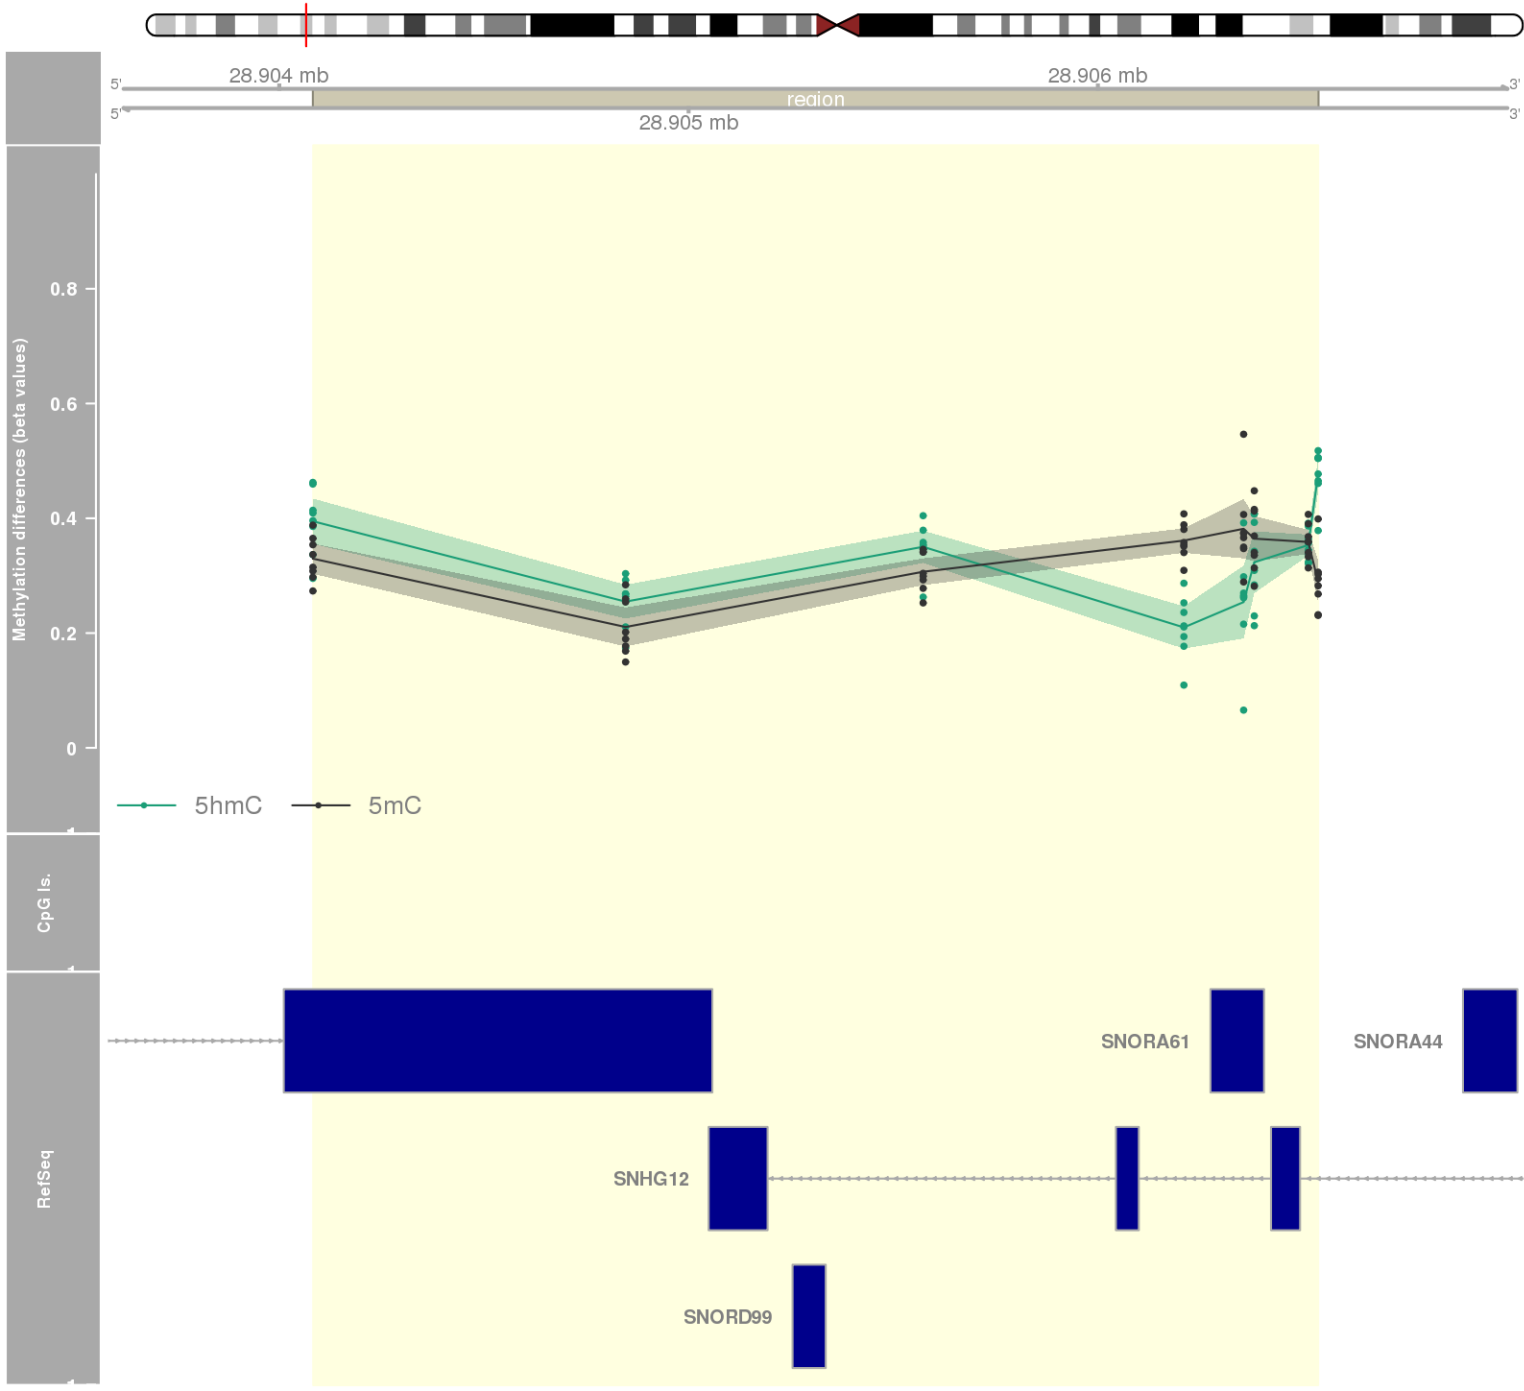 28.904 mb
28.906 mb
5'
3'
region
5'
3'
28.905 mb
Methylation differences (beta values)
0.8
0.6
0.4
0.2
0
5hmC
5mC
CpG Is.
SNORA61
SNORA44
RefSeq
SNHG12
SNORD99